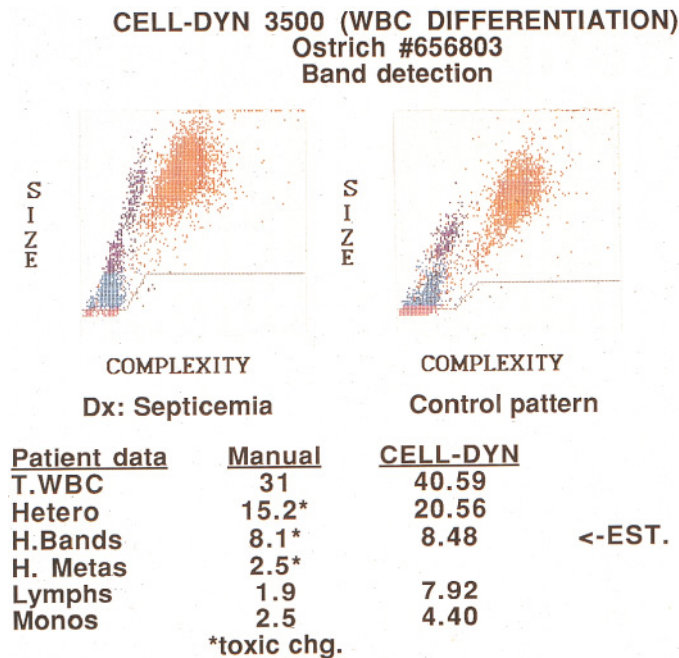 CELL-DYN 3500 (WBC DIFFERENTIATION)
Ostrich #656803
Band detection
SIZE
SIZE
COMPLEXITY
COMPLEXITY
Dx: Septicemia
Control pattern
Patient data Manual CELL-DYN
T.WBC 31 40.59
Hetero 15.2* 20.56
H.Bands 8.1* 8.48 <-EST.
H. Metas 2.5*
Lymphs 1.9 7.92
Monos 2.5 4.40
*toxic chg.